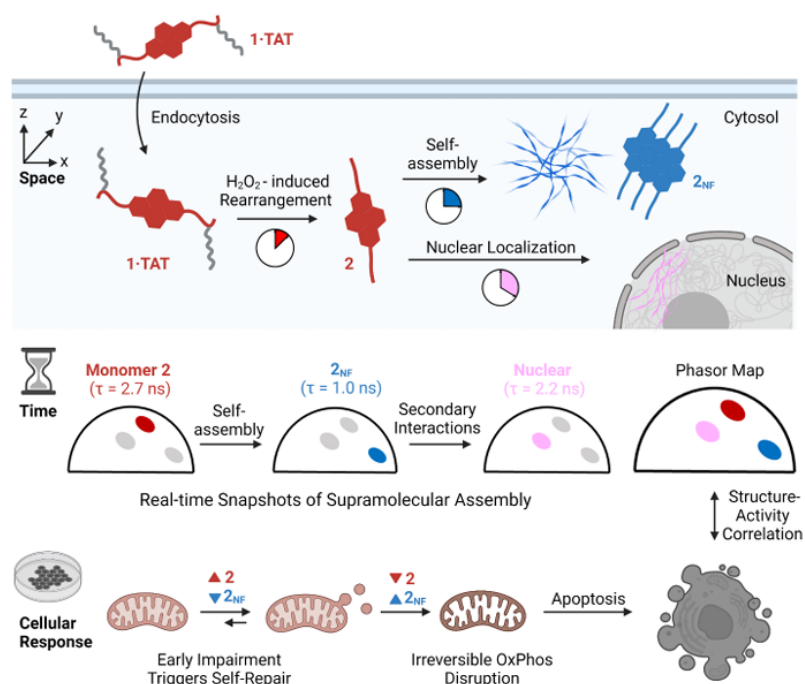 1·TAT
Endocytosis
Cytosol
z
y
x
Space
1·TAT
H₂O₂ - induced
Rearrangement
2
Self-
assembly
2NF
Nuclear Localization
Nucleus
Time
Monomer 2
(τ = 2.7 ns)
Self-
assembly
2NF
(τ = 1.0 ns)
Secondary
Interactions
Nuclear
(τ = 2.2 ns)
Phasor Map
Real-time Snapshots of Supramolecular Assembly
Structure-
Activity
Correlation
Cellular
Response
▲ 2
▼ 2NF
Early Impairment
Triggers Self-Repair
▼ 2
▲ 2NF
Irreversible OxPhos
Disruption
Apoptosis